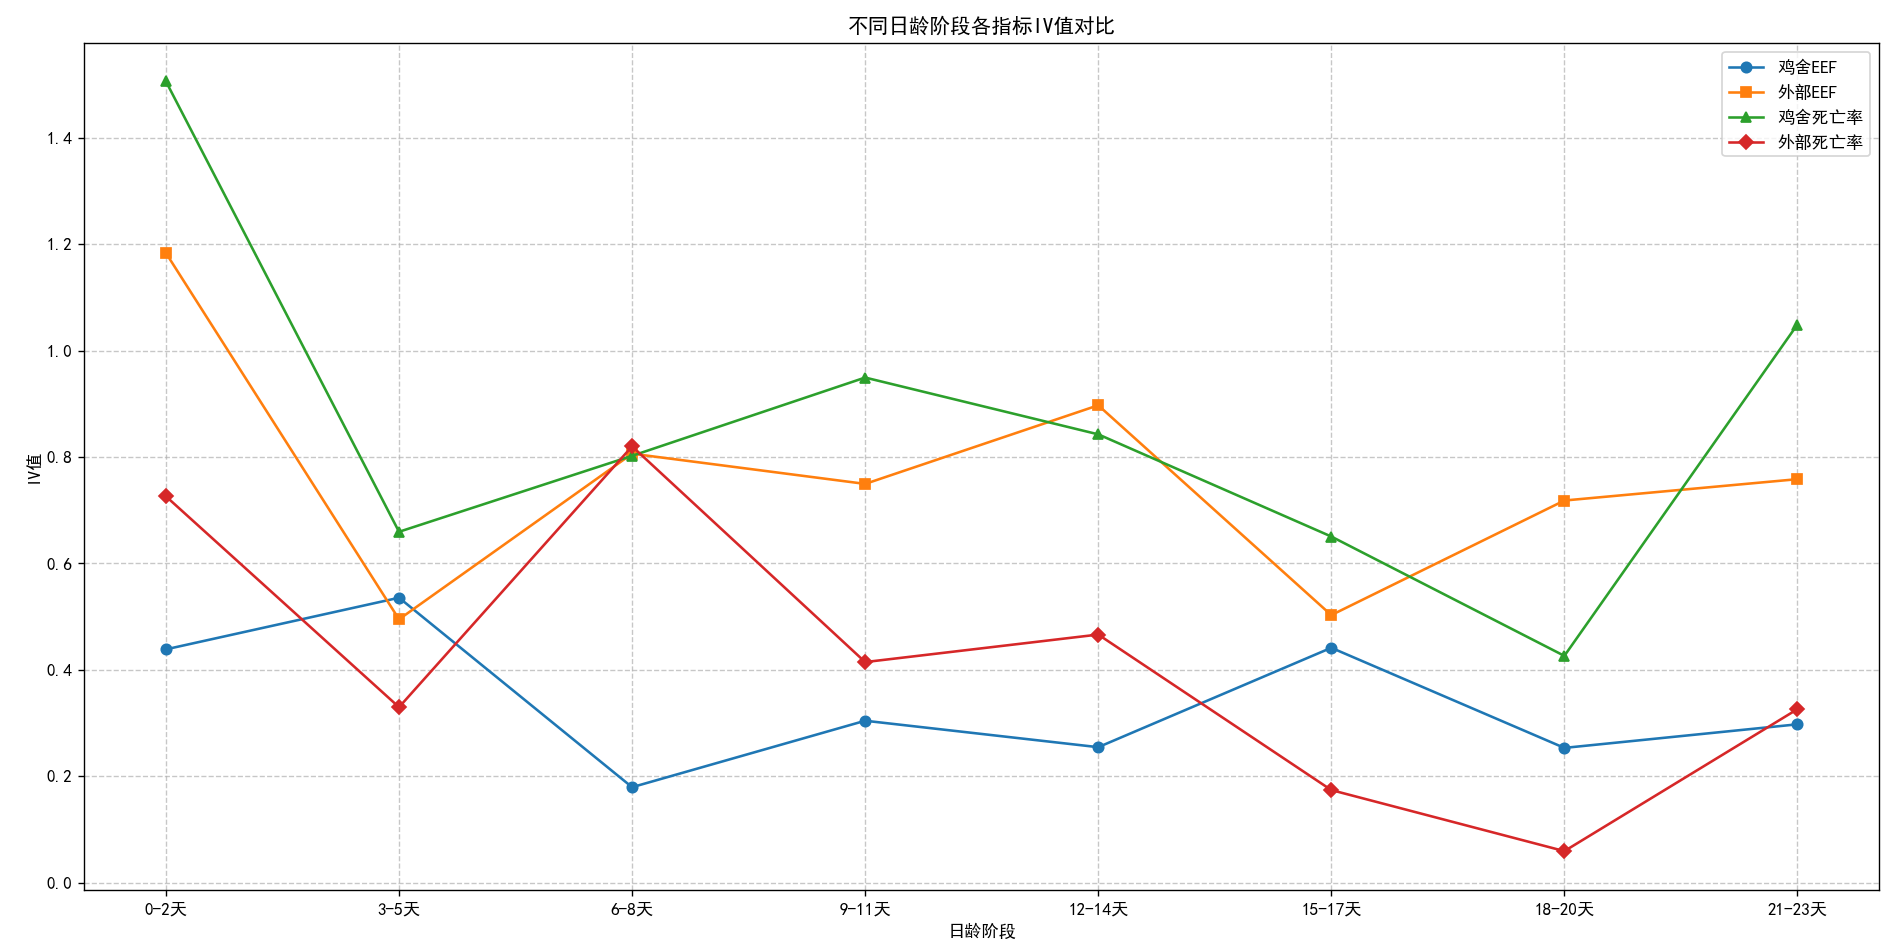 不同日龄阶段各指标IV值对比
鸡舍EEF
外部EEF
鸡舍死亡率
外部死亡率
IV值
1.4
1.2
1.0
0.8
0.6
0.4
0.2
0.0
0-2天
3-5天
6-8天
9-11天
12-14天
15-17天
18-20天
21-23天
日龄阶段